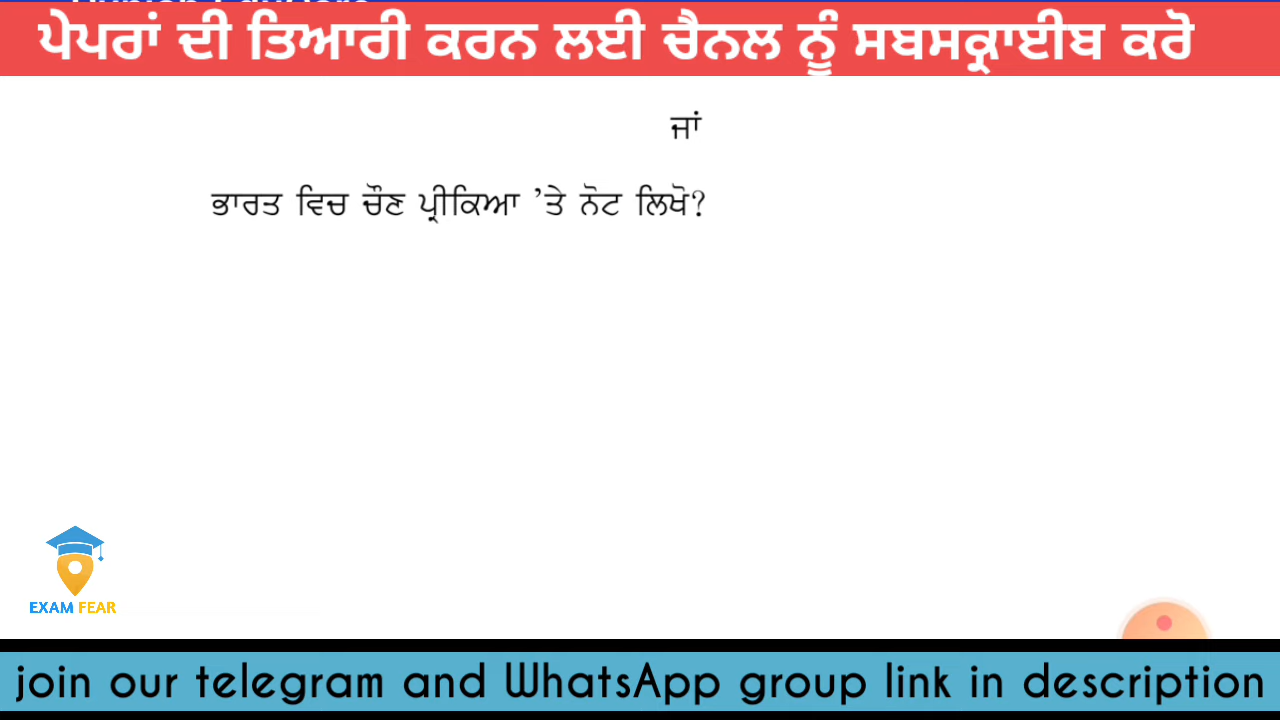 ਪੇਪਰਾਂ ਦੀ ਤਿਆਰੀ ਕਰਨ ਲਈ ਚੈਨਲ ਨੂੰ ਸਬਸਕ੍ਰਾਈਬ ਕਰੋ
ਜਾਂ
ਭਾਰਤ ਵਿਚ ਚੌਣ ਪ੍ਰੀਕਿਆ ’ਤੇ ਨੋਟ ਲਿਖੋ?
EXAM FEAR
join our telegram and WhatsApp group link in description